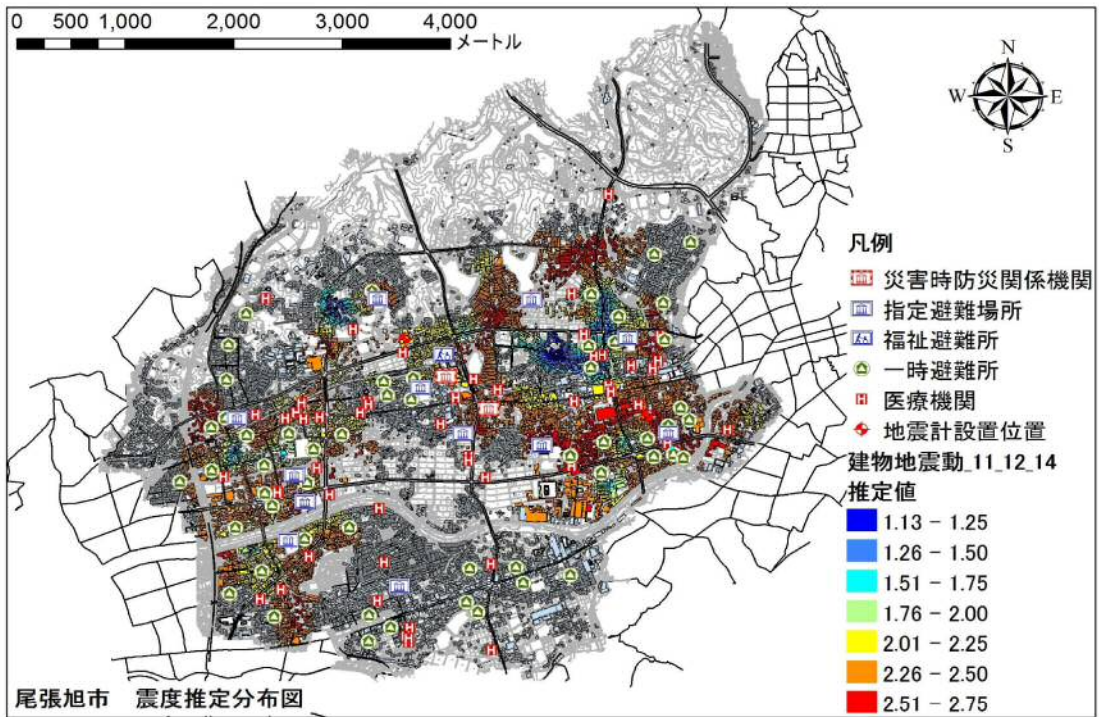 0 500 1,000 2,000 3,000 4,000
メートル
N
W E
S
凡例
災害時防災関係機関
指定避難場所
福祉避難所
一時避難所
H 医療機関
地震計設置位置
建物地震動_11_12_14
推定値
1.13 - 1.25
1.26 - 1.50
1.51 - 1.75
1.76 - 2.00
2.01 - 2.25
2.26 - 2.50
2.51 - 2.75
尾張旭市 震度推定分布図